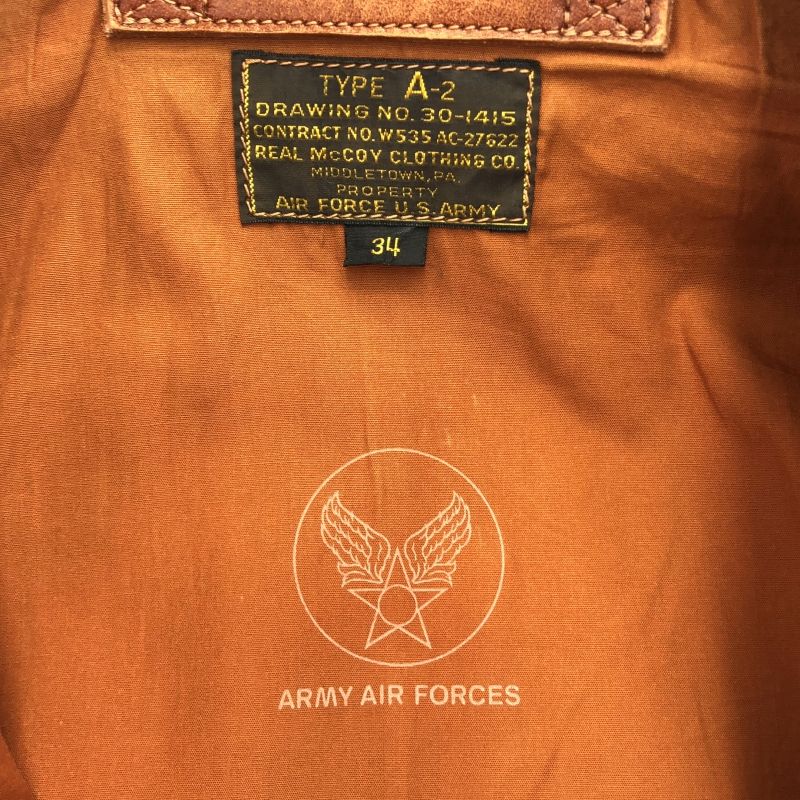 TYPE A-2
DRAWING NO. 30-1415
CONTRACT NO. W535 AC-27622
REAL McCOY CLOTHING CO.
MIDDLETOWN, PA.
PROPERTY
AIR FORCE U.S. ARMY
34
ARMY AIR FORCES